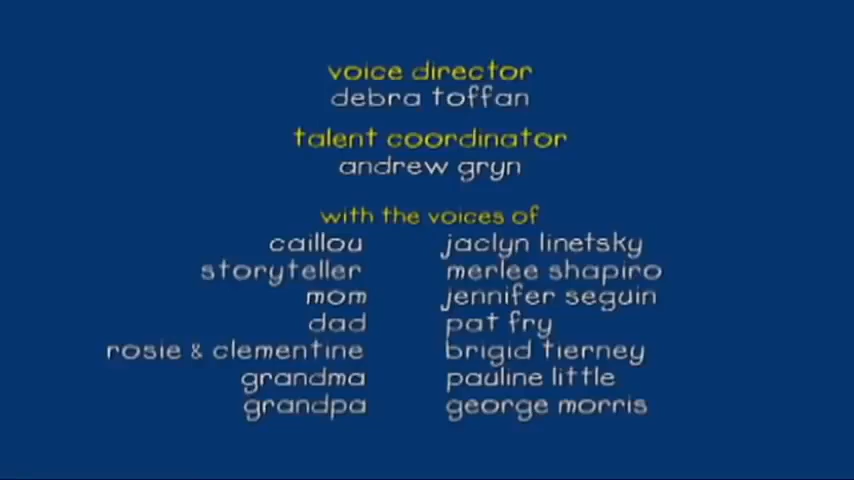 voice director
debra toffan
talent coordinator
andrew gryn
with the voices of
caillou jaclyn linetsky
storyteller merlee shapiro
mom jennifer seguin
dad pat fry
rosie & clementine brigid tierney
grandma pauline little
grandpa george morris